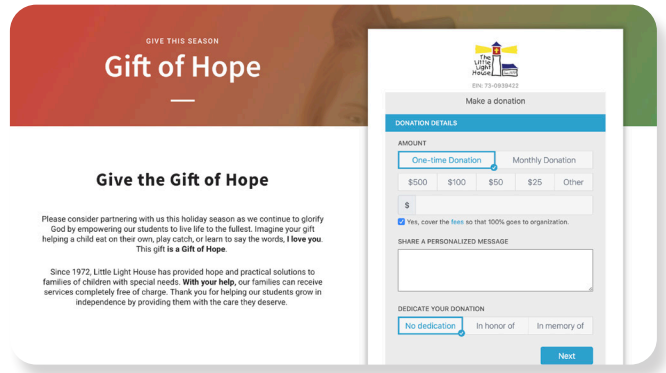 GIVE THIS SEASON
Gift of Hope
Give the Gift of Hope
Please consider partnering with us this holiday season as we continue to glorify
God by empowering our students to live life to the fullest. Imagine your gift
helping a child eat on their own, play catch, or learn to say the words, I love you.
This gift is a Gift of Hope.
Since 1972, Little Light House has provided hope and practical solutions to
families of children with special needs. With your help, our families can receive
services completely free of charge. Thank you for helping our students grow in
independence by providing them with the care they deserve.
The
Little
Light
House
EIN: 73-0939422
Make a donation
DONATION DETAILS
AMOUNT
One-time Donation Monthly Donation
$500 $100 $50 $25 Other
$
Yes, cover the fees so that 100% goes to organization.
SHARE A PERSONALIZED MESSAGE
DEDICATE YOUR DONATION
No dedication In honor of In memory of
Next